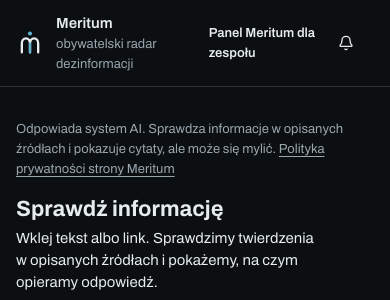 Meritum
obywatelski radar
dezinformacji
Panel Meritum dla
zespołu
Odpowiada system AI. Sprawdza informacje w opisanych
źródłach i pokazuje cytaty, ale może się mylić. Polityka
prywatności strony Meritum
Sprawdź informację
Wklej tekst albo link. Sprawdzimy twierdzenia
w opisanych źródłach i pokażemy, na czym
opieramy odpowiedź.